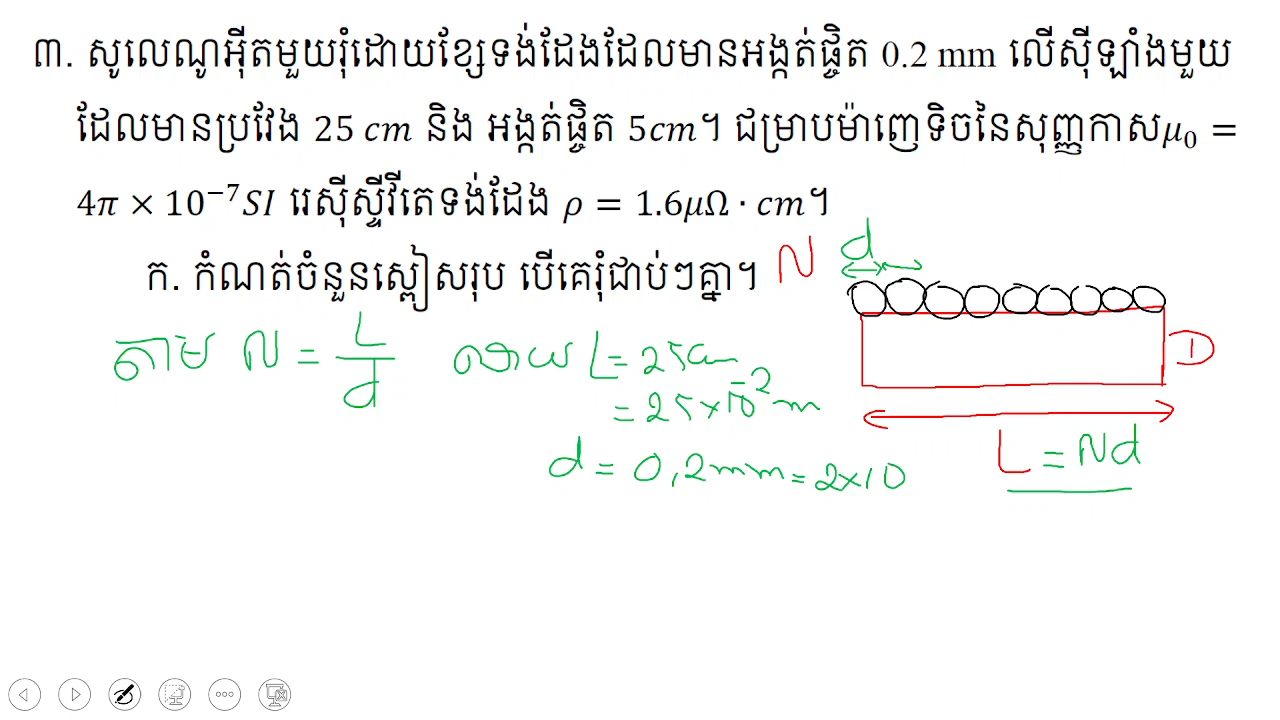 ៣. សូលេណូអ៊ីតមួយរុំដោយខ្សែទង់ដែងដែលមានអង្កត់ផ្ចិត 0.2 mm លើស៊ីឡាំងមួយ
ដែលមានប្រវែង 25 cm និង អង្កត់ផ្ចិត 5cm។ ជម្រាបម៉ាញេទិចនៃសុញ្ញកាសμ₀ =
4π × 10⁻⁷SI រេស៊ីស្ទីវីតេទង់ដែង ρ = 1.6μΩ · cm។
ក. កំណត់ចំនួនស្ពៀសរុប បើគេរុំជាប់ៗគ្នា។
N
d
D
តាម N = L/d ដោយ L = 25cm
= 25×10⁻² m
L = Nd
d = 0,2mm = 2×10